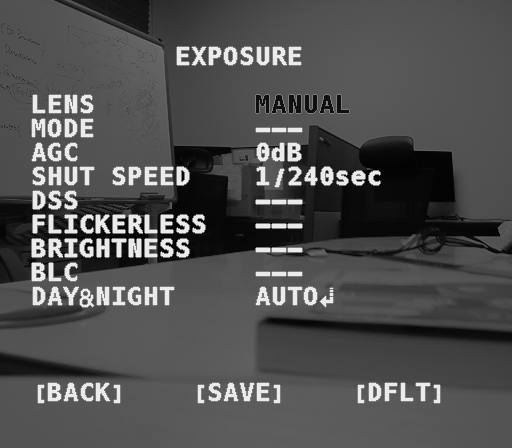 EXPOSURE
LENS MANUAL
MODE ---
AGC 0dB
SHUT SPEED 1/240sec
DSS ---
FLICKERLESS ---
BRIGHTNESS ---
BLC ---
DAY&NIGHT AUTO↲
[BACK] [SAVE] [DFLT]